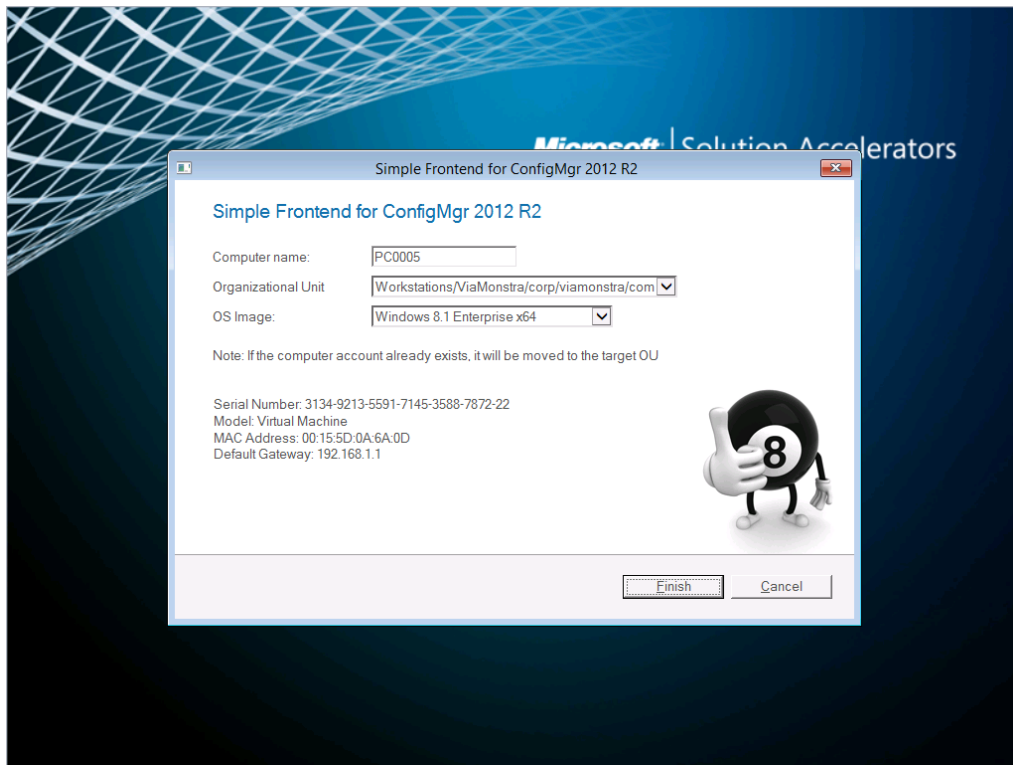 Microsoft | Solution Accelerators
Simple Frontend for ConfigMgr 2012 R2
Simple Frontend for ConfigMgr 2012 R2
Computer name: PC0005
Organizational Unit Workstations/ViaMonstra/corp/viamonstra/com
OS Image: Windows 8.1 Enterprise x64
Note: If the computer account already exists, it will be moved to the target OU
Serial Number: 3134-9213-5591-7145-3588-7872-22
Model: Virtual Machine
MAC Address: 00:15:5D:0A:6A:0D
Default Gateway: 192.168.1.1
8
Finish Cancel